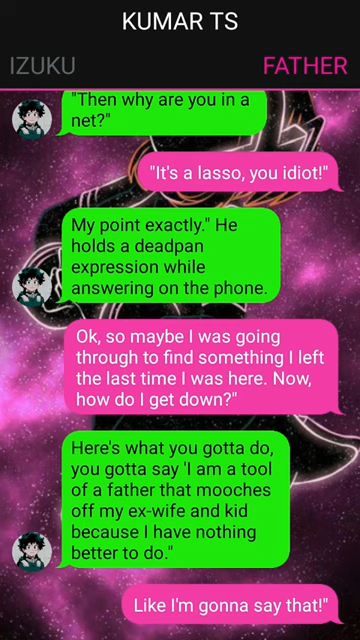 KUMAR TS
IZUKU
FATHER
"Then why are you in a
net?"
"It's a lasso, you idiot!"
My point exactly." He
holds a deadpan
expression while
answering on the phone.
Ok, so maybe I was going
through to find something I left
the last time I was here. Now,
how do I get down?"
Here's what you gotta do,
you gotta say 'I am a tool
of a father that mooches
off my ex-wife and kid
because I have nothing
better to do."
Like I'm gonna say that!"